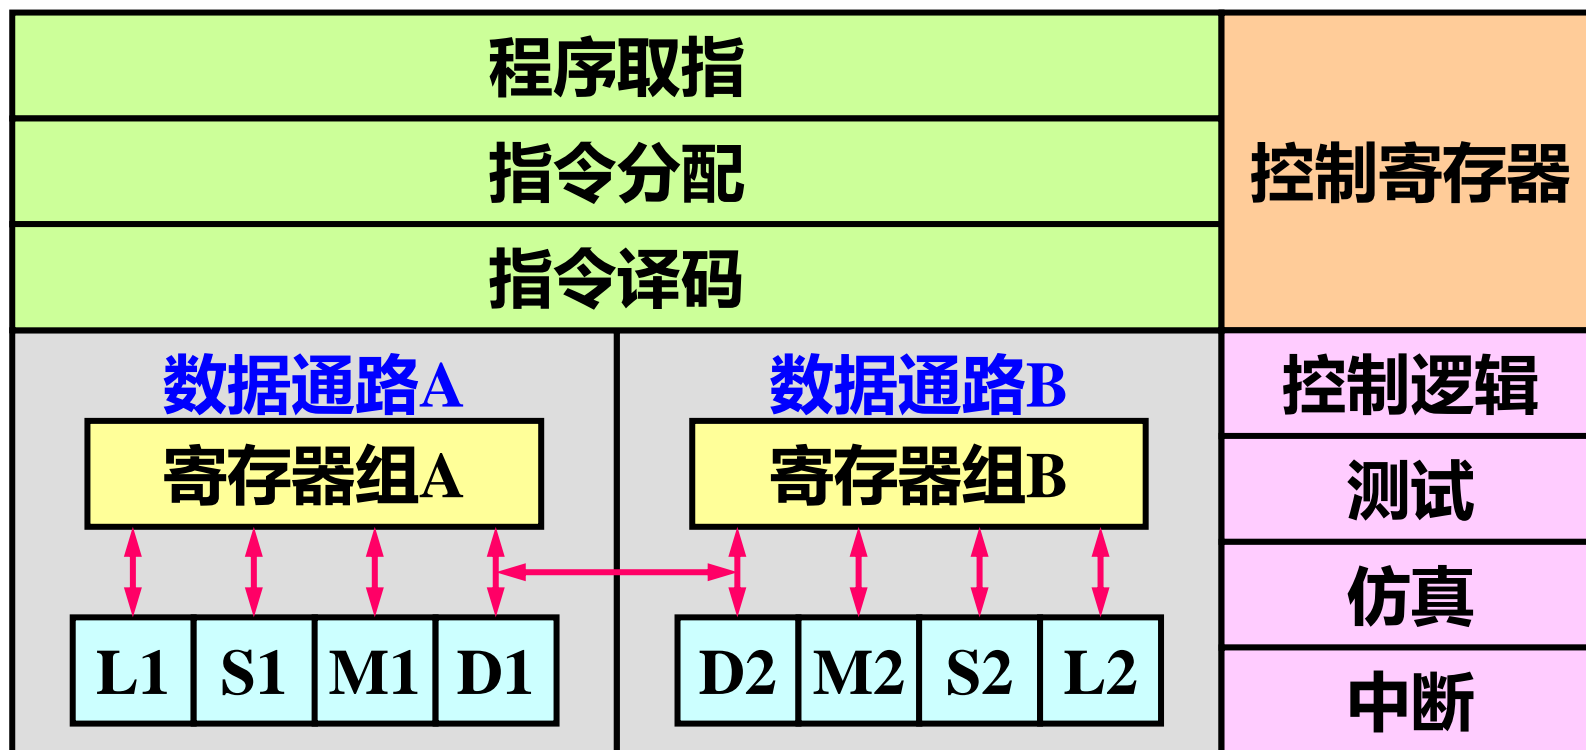 程序取指
指令分配
指令译码
控制寄存器
数据通路A
寄存器组A
L1 S1 M1 D1
数据通路B
寄存器组B
D2 M2 S2 L2
控制逻辑
测试
仿真
中断